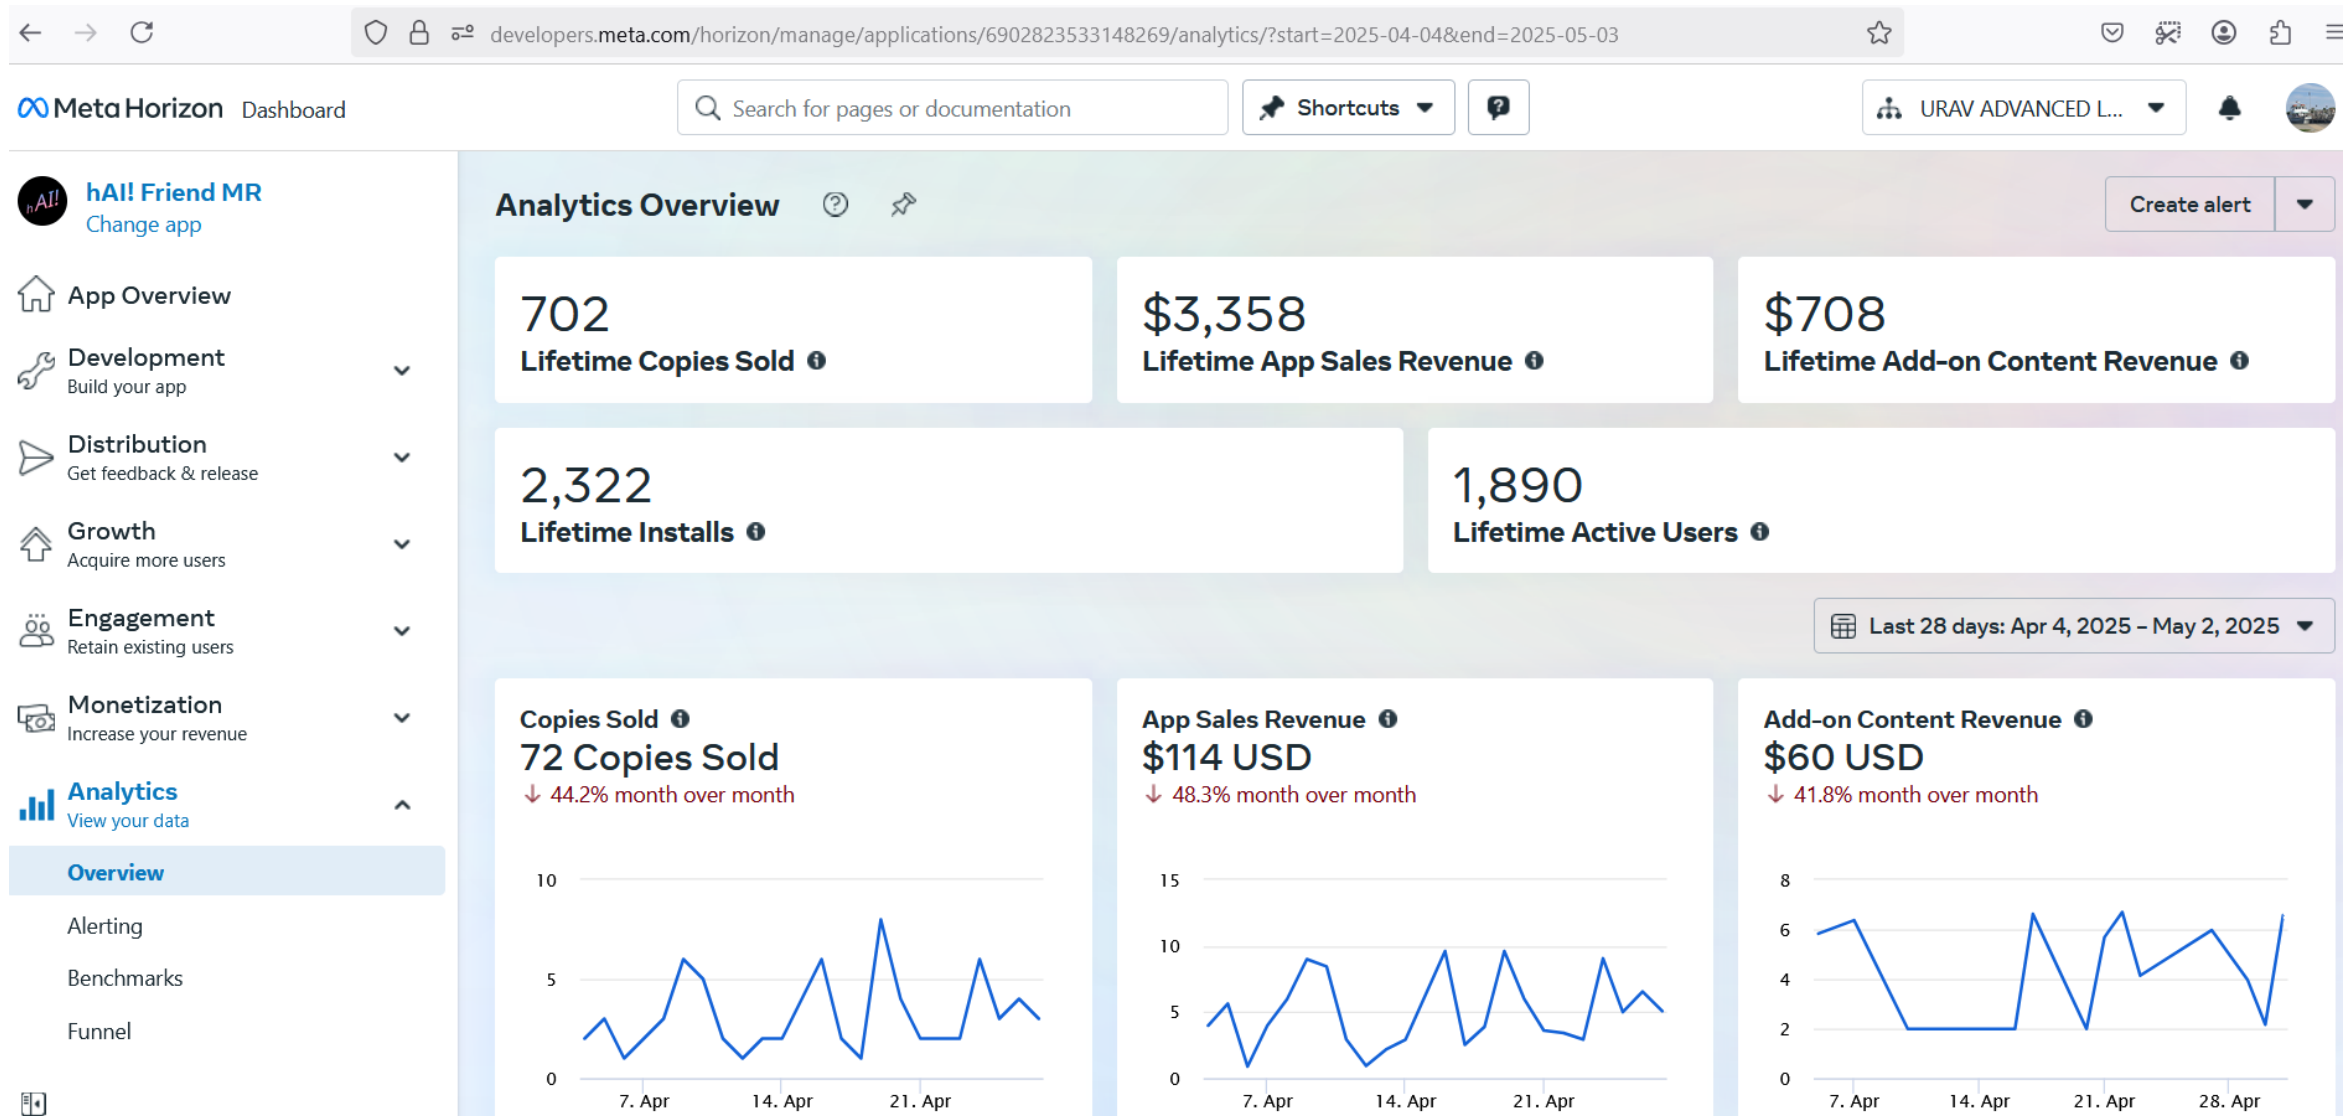 developers.meta.com/horizon/manage/applications/6902823533148269/analytics/?start=2025-04-04&end=2025-05-03
Meta Horizon Dashboard
Search for pages or documentation
Shortcuts
?
URAV ADVANCED L...
hAI!
hAI! Friend MR
Change app
App Overview
Development
Build your app
Distribution
Get feedback & release
Growth
Acquire more users
Engagement
Retain existing users
Monetization
Increase your revenue
Analytics
View your data
Overview
Alerting
Benchmarks
Funnel
Analytics Overview
Create alert
702
Lifetime Copies Sold
$3,358
Lifetime App Sales Revenue
$708
Lifetime Add-on Content Revenue
2,322
Lifetime Installs
1,890
Lifetime Active Users
Last 28 days: Apr 4, 2025 – May 2, 2025
Copies Sold
72 Copies Sold
↓ 44.2% month over month
10
5
0
7. Apr 14. Apr 21. Apr
App Sales Revenue
$114 USD
↓ 48.3% month over month
15
10
5
0
7. Apr 14. Apr 21. Apr
Add-on Content Revenue
$60 USD
↓ 41.8% month over month
8
6
4
2
0
7. Apr 14. Apr 21. Apr 28. Apr